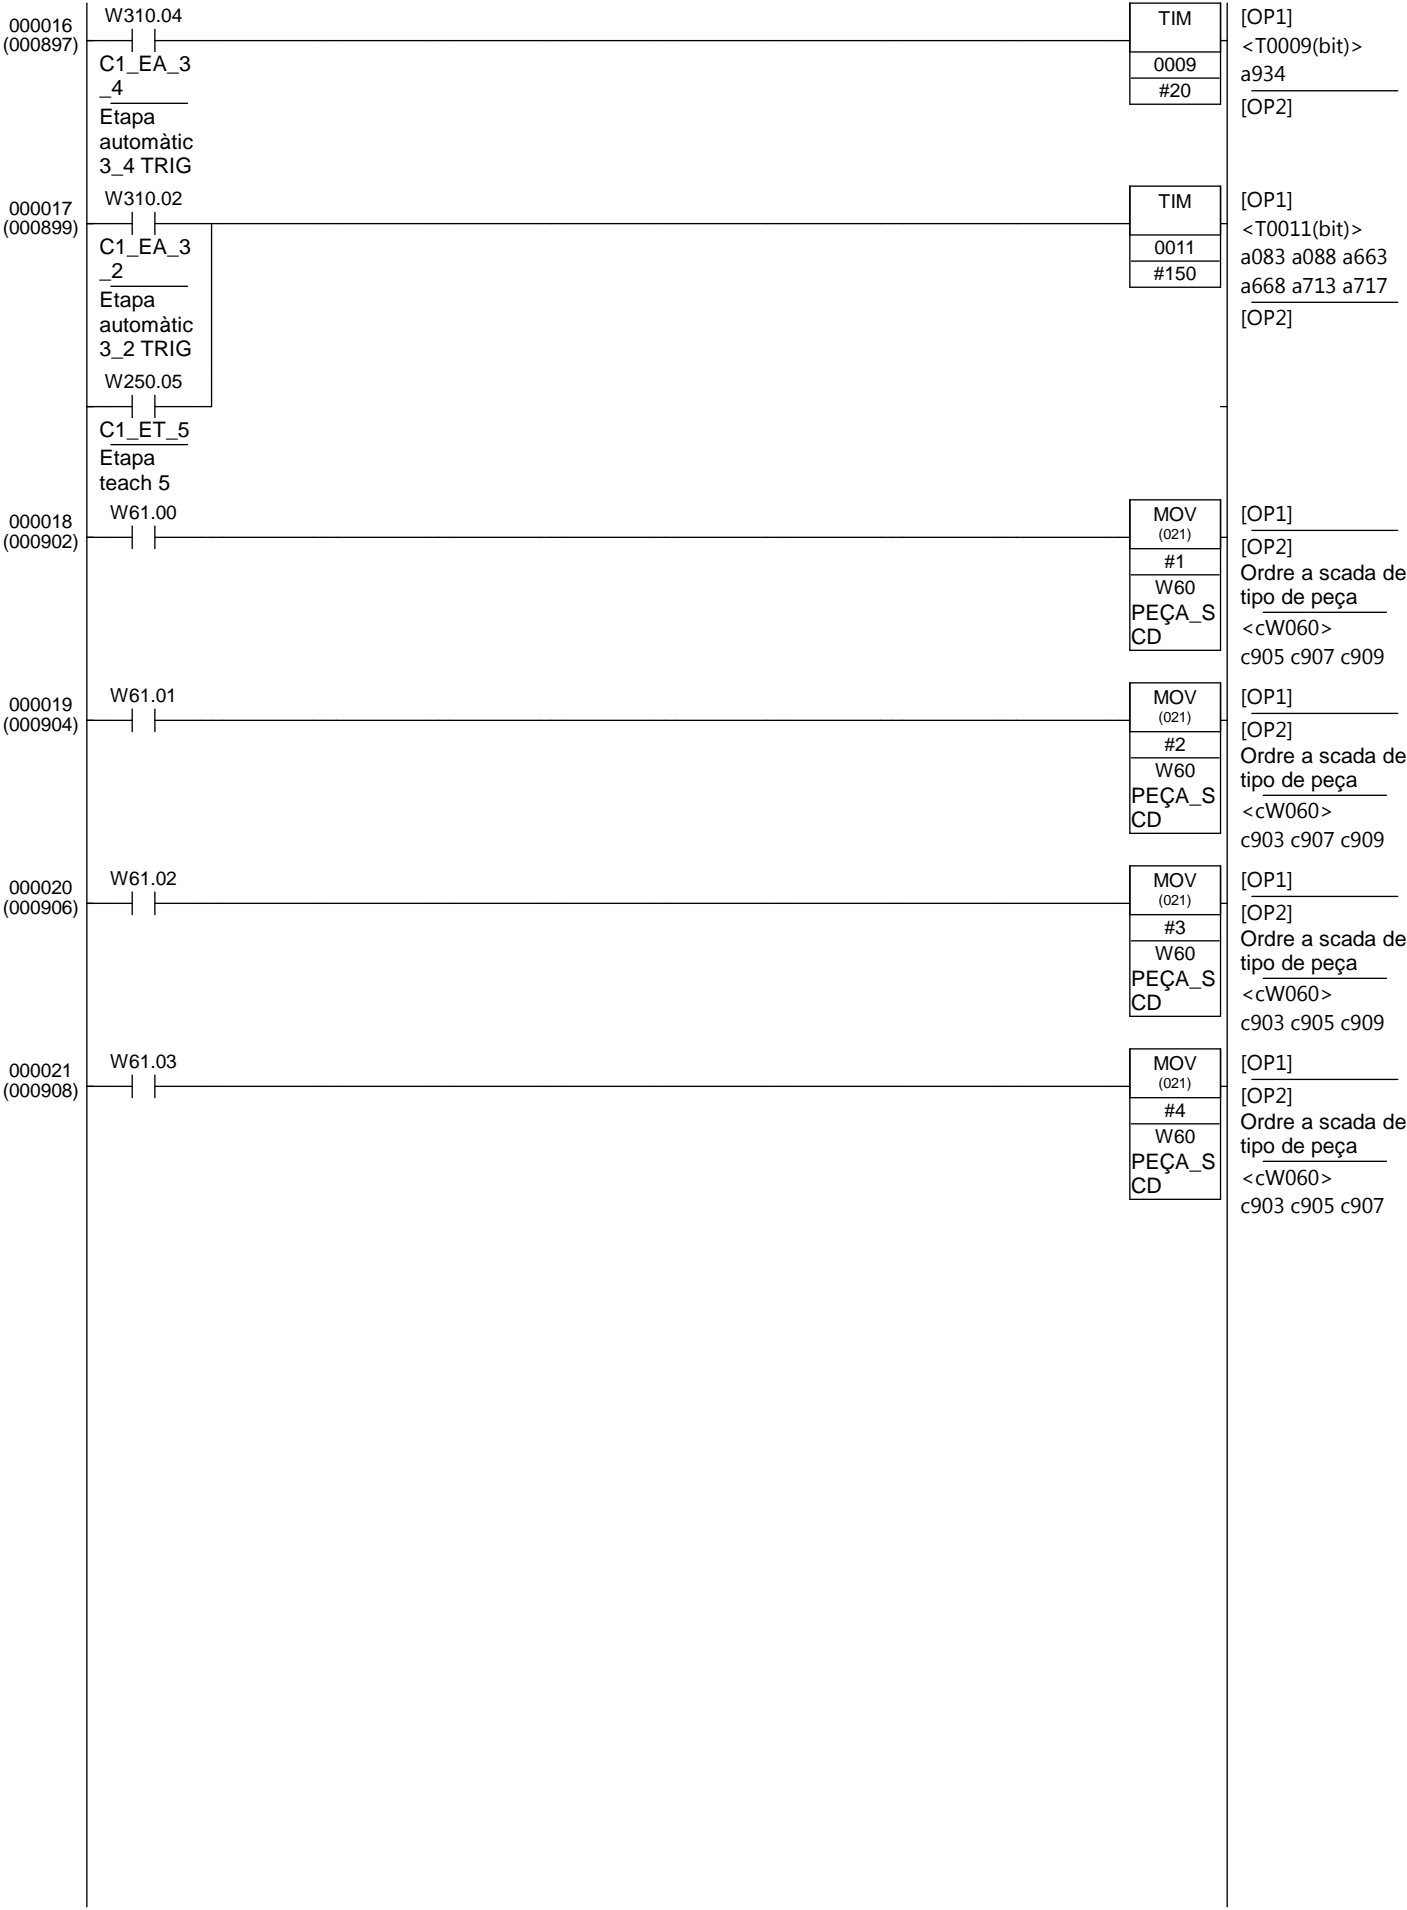 000016
(000897)
W310.04
C1_EA_3
_4
Etapa
automàtic
3_4 TRIG
TIM
0009
#20
[OP1]
<T0009(bit)>
a934
[OP2]
000017
(000899)
W310.02
C1_EA_3
_2
Etapa
automàtic
3_2 TRIG
TIM
0011
#150
[OP1]
<T0011(bit)>
a083 a088 a663
a668 a713 a717
[OP2]
W250.05
C1_ET_5
Etapa
teach 5
000018
(000902)
W61.00
MOV
(021)
#1
W60
PEÇA_S
CD
[OP1]
[OP2]
Ordre a scada de
tipo de peça
<cW060>
c905 c907 c909
000019
(000904)
W61.01
MOV
(021)
#2
W60
PEÇA_S
CD
[OP1]
[OP2]
Ordre a scada de
tipo de peça
<cW060>
c903 c907 c909
000020
(000906)
W61.02
MOV
(021)
#3
W60
PEÇA_S
CD
[OP1]
[OP2]
Ordre a scada de
tipo de peça
<cW060>
c903 c905 c909
000021
(000908)
W61.03
MOV
(021)
#4
W60
PEÇA_S
CD
[OP1]
[OP2]
Ordre a scada de
tipo de peça
<cW060>
c903 c905 c907